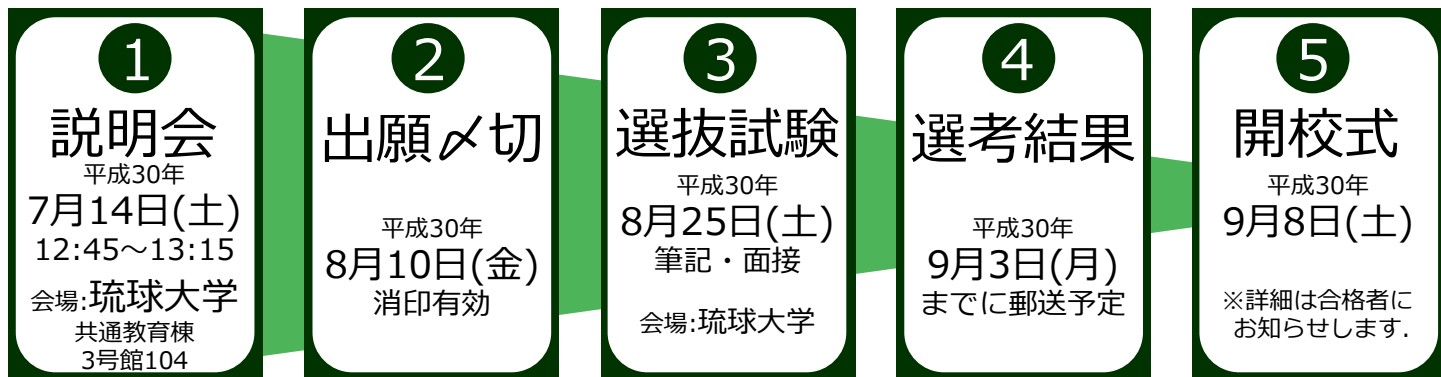 1
説明会
平成30年
7月14日(土)
12:45～13:15
会場:琉球大学
共通教育棟
3号館104
2
出願〆切
平成30年
8月10日(金)
消印有効
3
選抜試験
平成30年
8月25日(土)
筆記・面接
会場:琉球大学
4
選考結果
平成30年
9月3日(月)
までに郵送予定
5
開校式
平成30年
9月8日(土)
※詳細は合格者に
お知らせします.